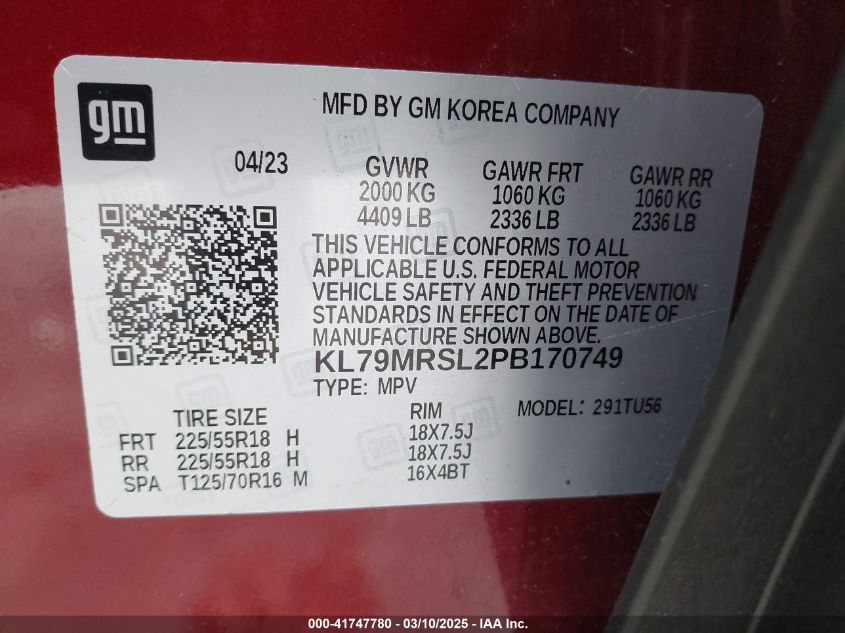 gm
MFD BY GM KOREA COMPANY
04/23 GVWR GAWR FRT GAWR RR
2000 KG 1060 KG 1060 KG
4409 LB 2336 LB 2336 LB
THIS VEHICLE CONFORMS TO ALL
APPLICABLE U.S. FEDERAL MOTOR
VEHICLE SAFETY AND THEFT PREVENTION
STANDARDS IN EFFECT ON THE DATE OF
MANUFACTURE SHOWN ABOVE.
KL79MRSL2PB170749
TYPE: MPV
TIRE SIZE RIM MODEL: 291TU56
FRT 225/55R18 H 18X7.5J
RR 225/55R18 H 18X7.5J
SPA T125/70R16 M 16X4BT
000-41747780 - 03/10/2025 - IAA Inc.